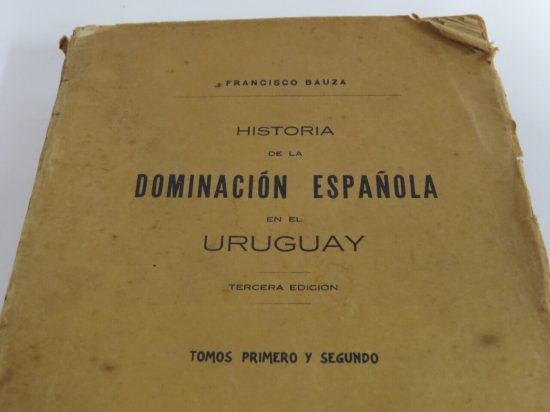 FRANCISCO BAUZA
HISTORIA
DE LA
DOMINACIÓN ESPAÑOLA
EN EL
URUGUAY
TERCERA EDICION
TOMOS PRIMERO Y SEGUNDO